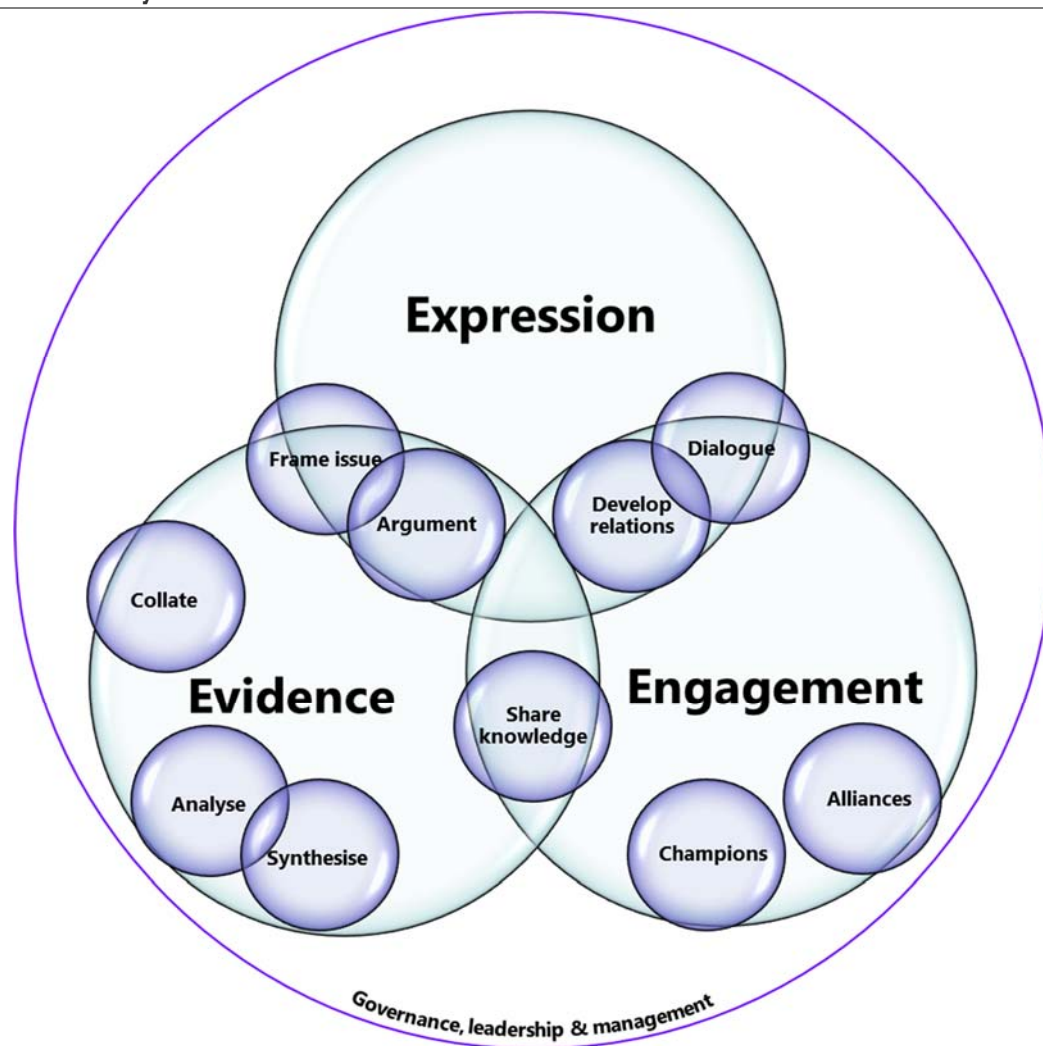 Expression
Frame issue
Dialogue
Develop
relations
Argument
Collate
Evidence
Engagement
Share
knowledge
Analyse
Alliances
Synthesise
Champions
Governance, leadership & management